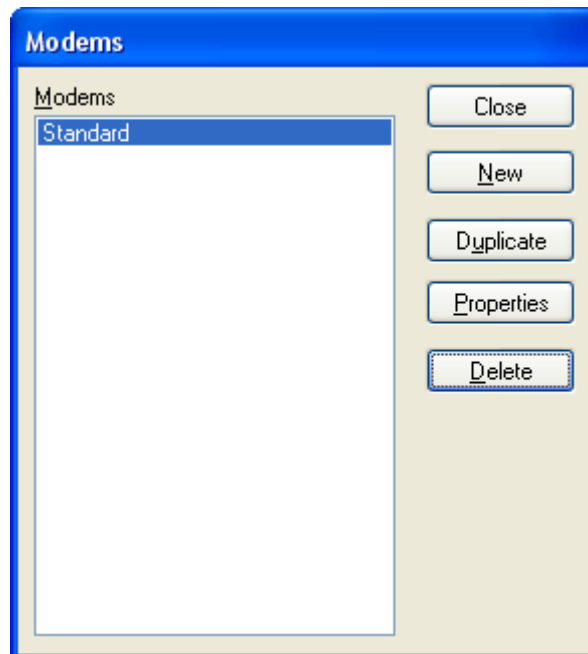 Modems
Modems
Standard
Close
New
Duplicate
Properties
Delete